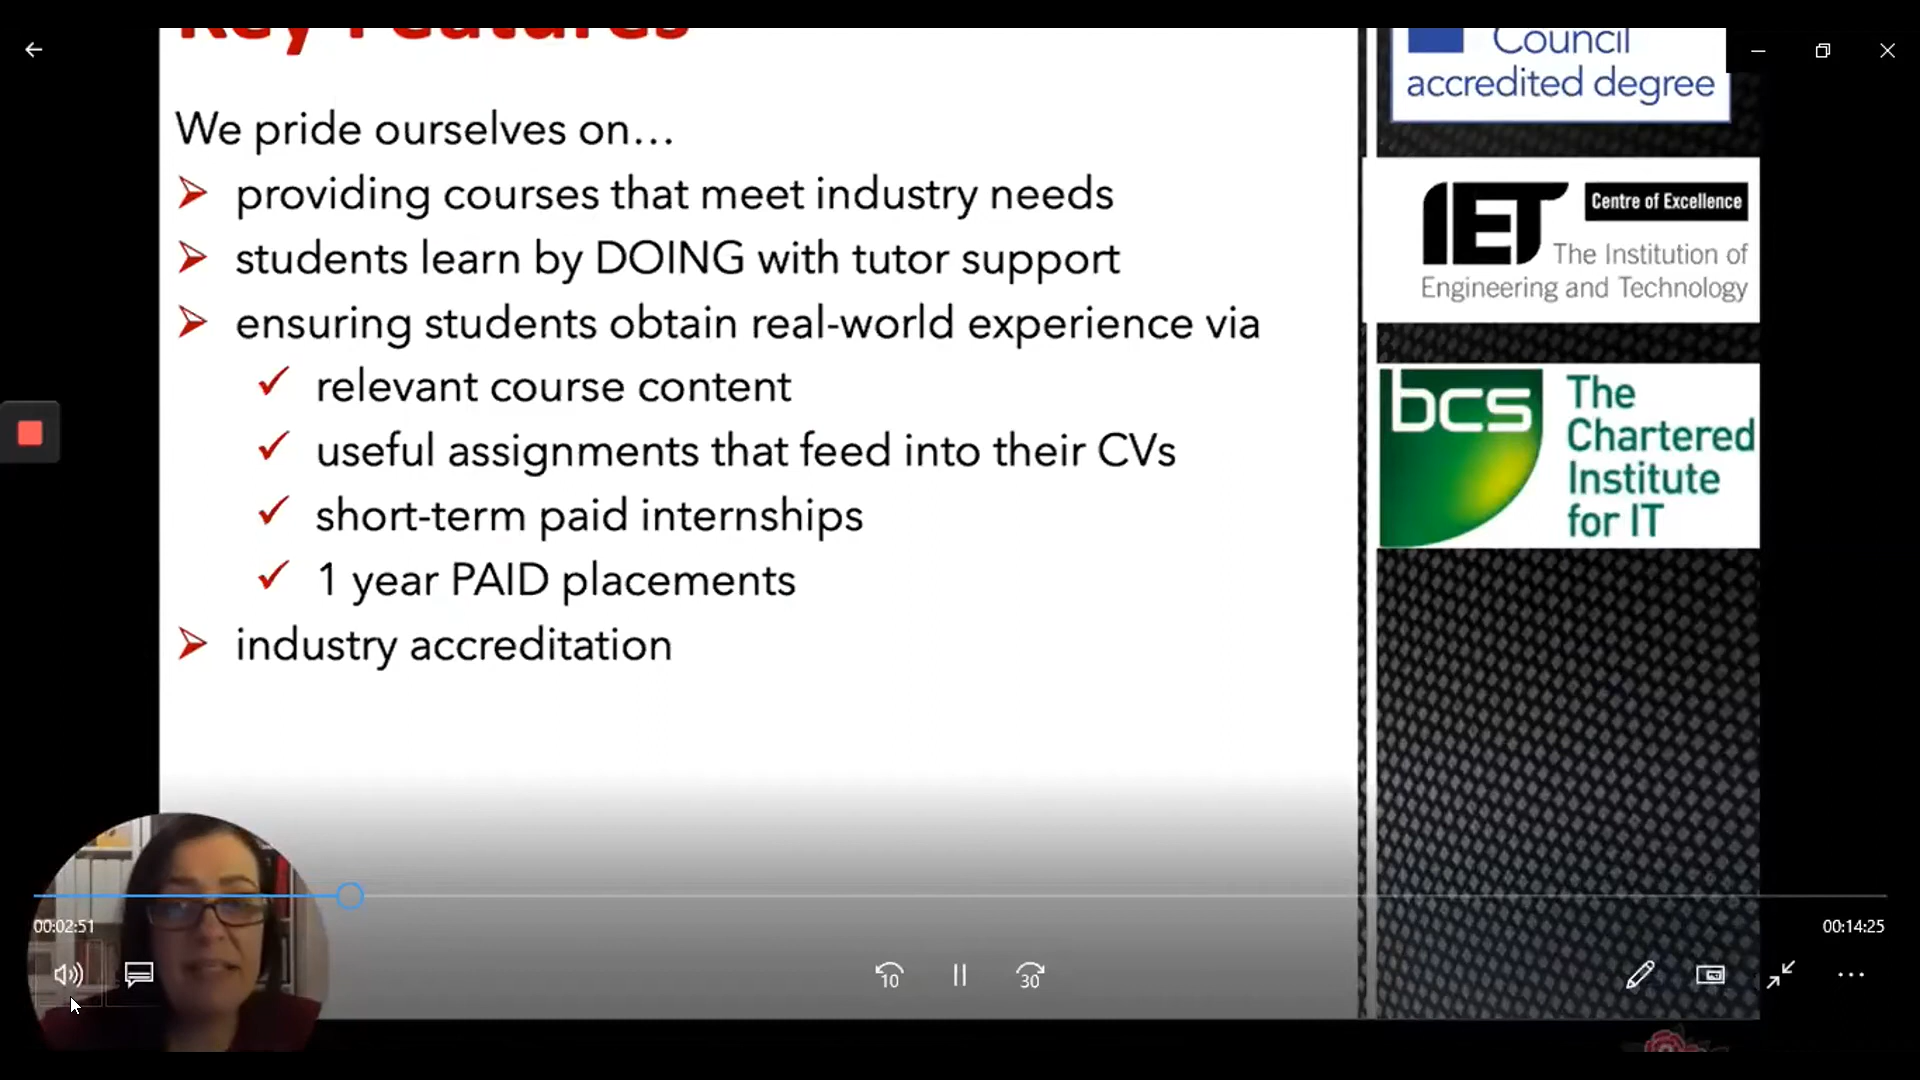 Key Features
We pride ourselves on...
providing courses that meet industry needs
students learn by DOING with tutor support
ensuring students obtain real-world experience via
relevant course content
useful assignments that feed into their CVs
short-term paid internships
1 year PAID placements
industry accreditation
Council
accredited degree
IET Centre of Excellence
The Institution of
Engineering and Technology
bcs
The
Chartered
Institute
for IT
00:02:51
00:14:25
10
30